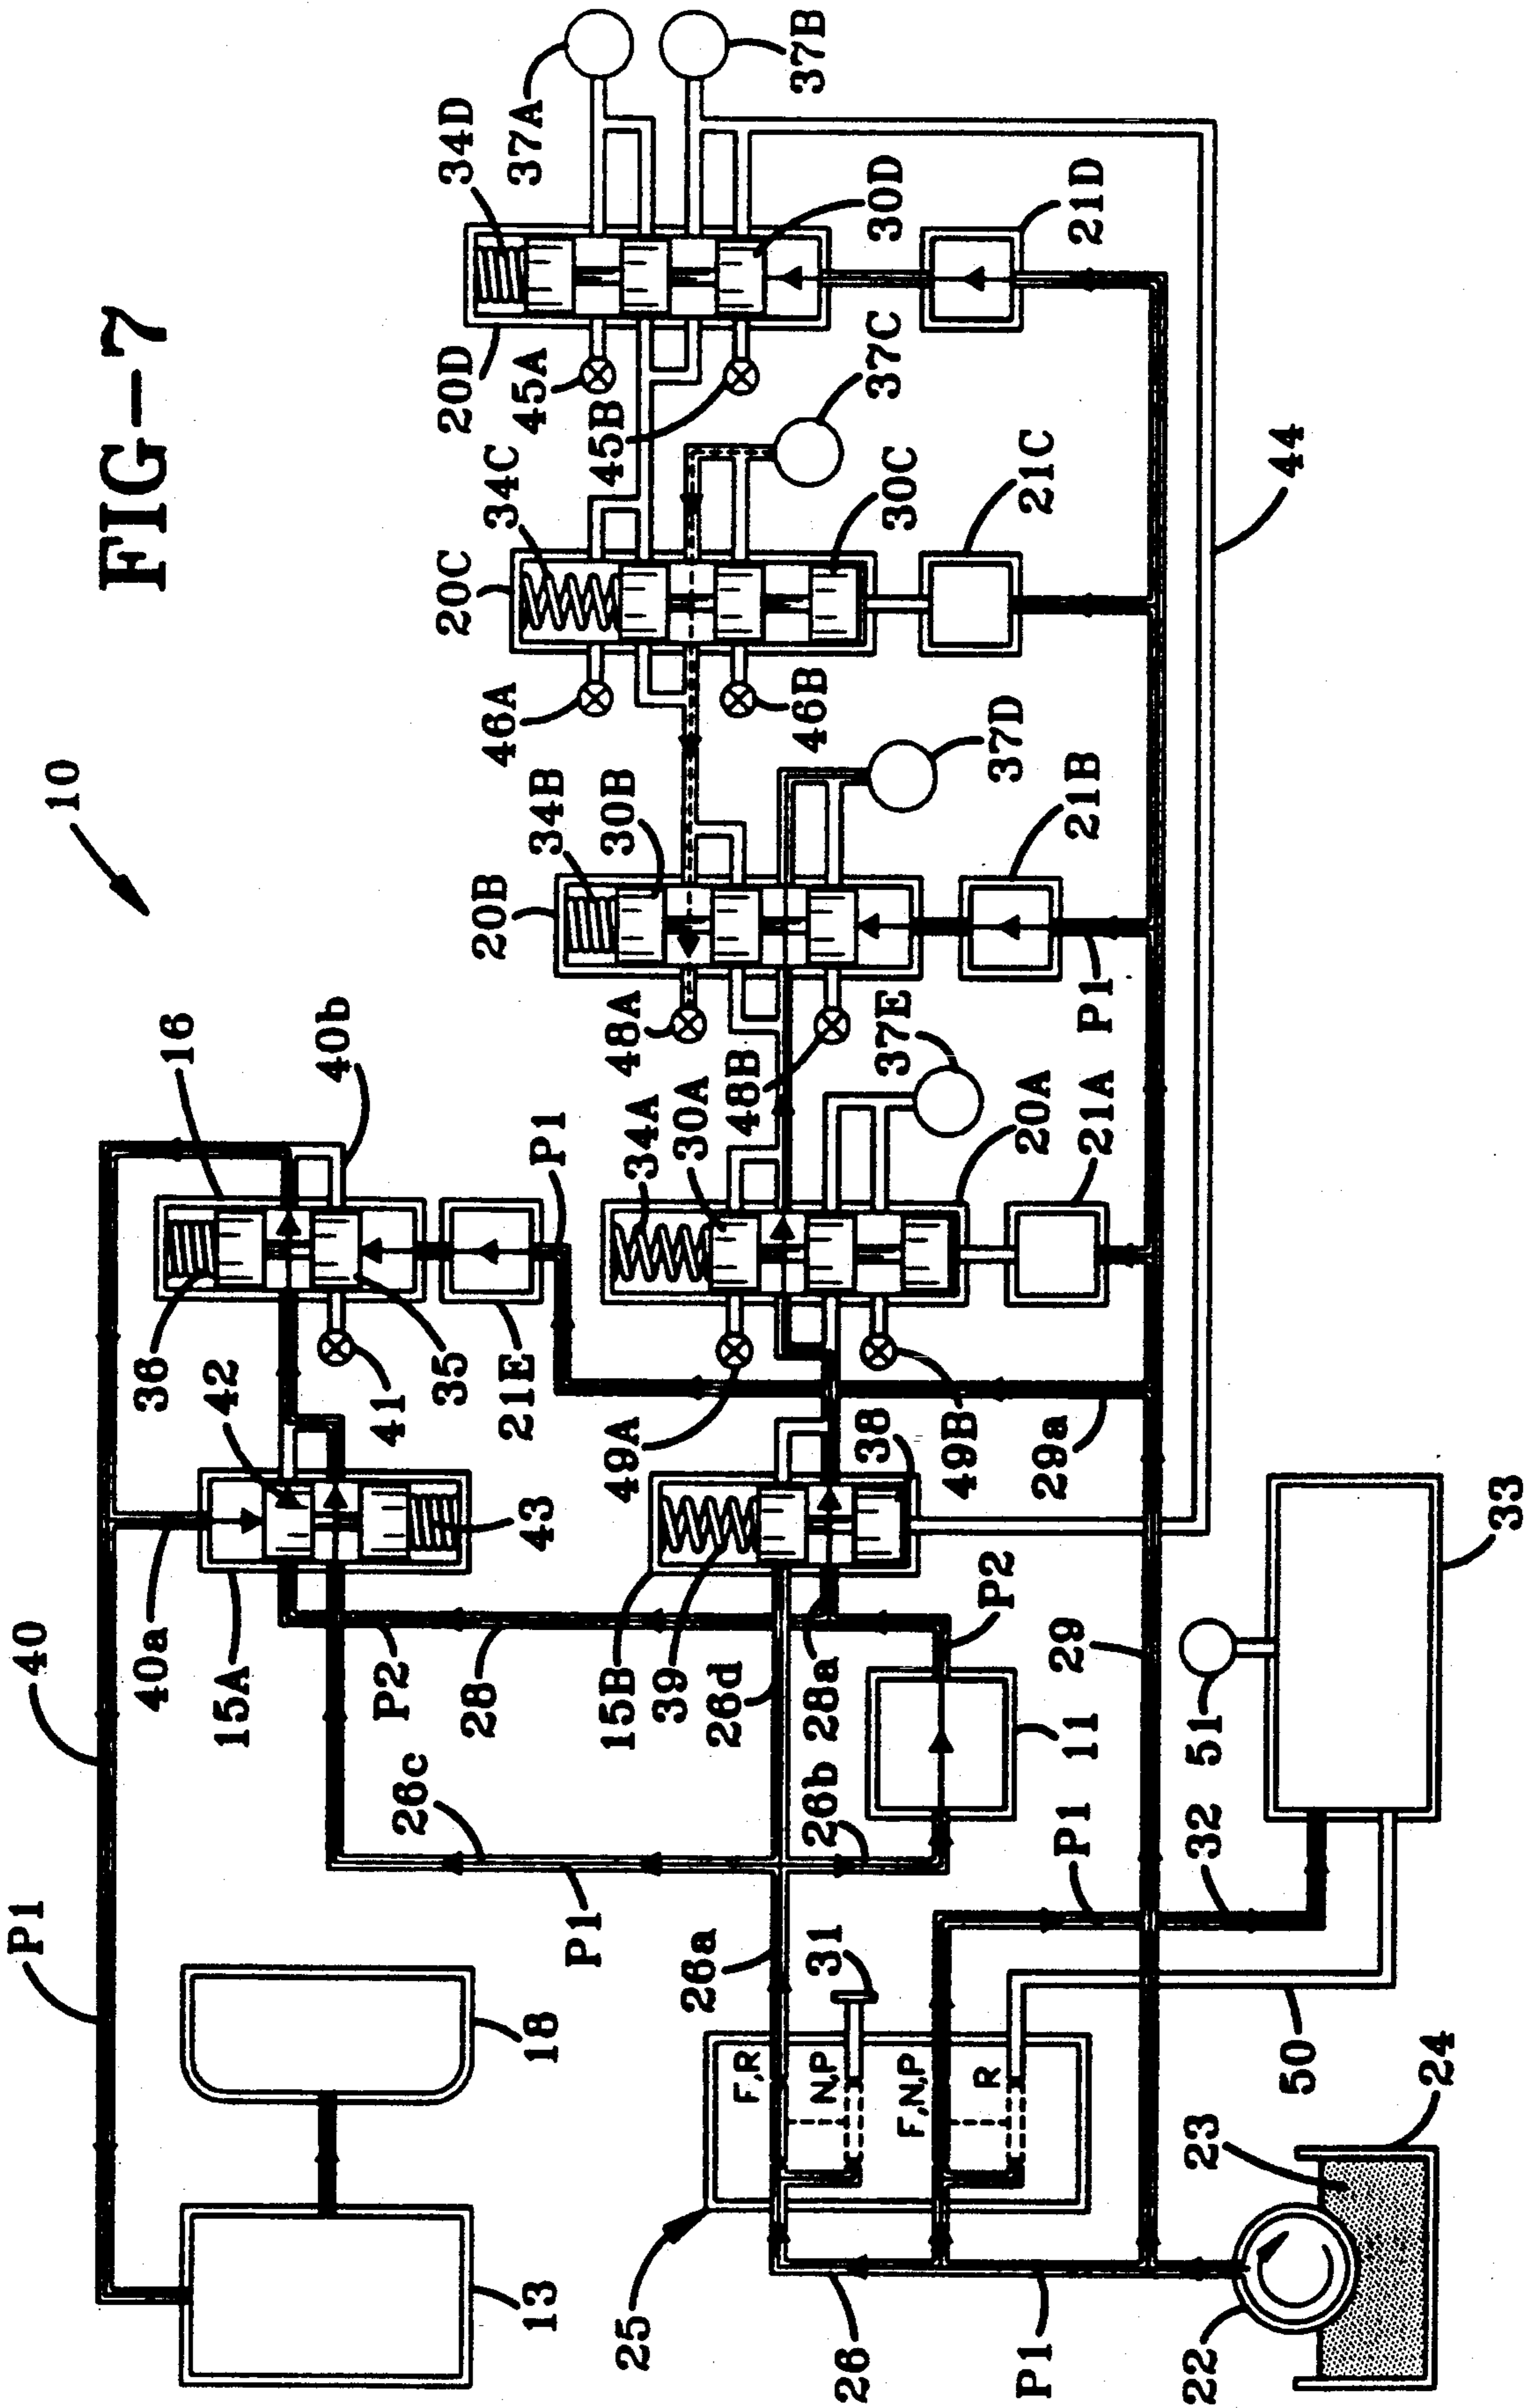 FIG-7
10
P1
40
40a
36
16
40b
15A
42
41
P2
26c
35
28
21E
43
13
18
P1
P1
20B
34B
30B
46A
20C
34C
20D
45A
34D
37A
45B
25
15B
49A
48A
34A
39
30A
26a
26d
48B
F,R
N,P
31
26b
28a
46B
37B
26
38
37E
37C
30D
30C
F,N,P
R
49B
P2
37D
20A
P1
29a
21C
P1
11
29
21A
P1
21B
21D
22
23
32
51
50
44
24
33